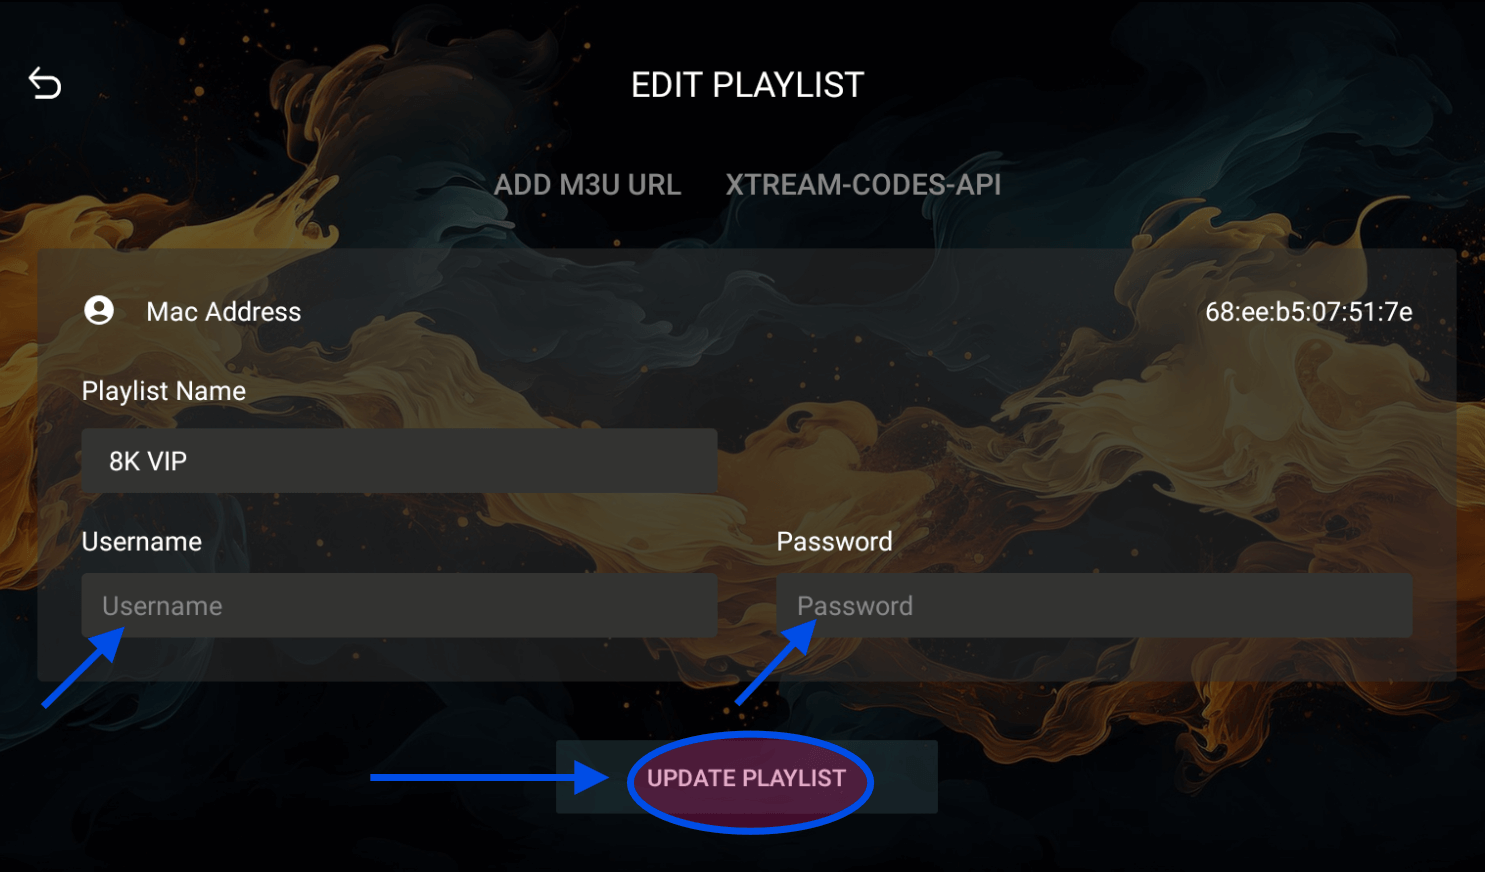 EDIT PLAYLIST
ADD M3U URL XTREAM-CODES-API
Mac Address 68:ee:b5:07:51:7e
Playlist Name
8K VIP
Username Password
Username Password
UPDATE PLAYLIST